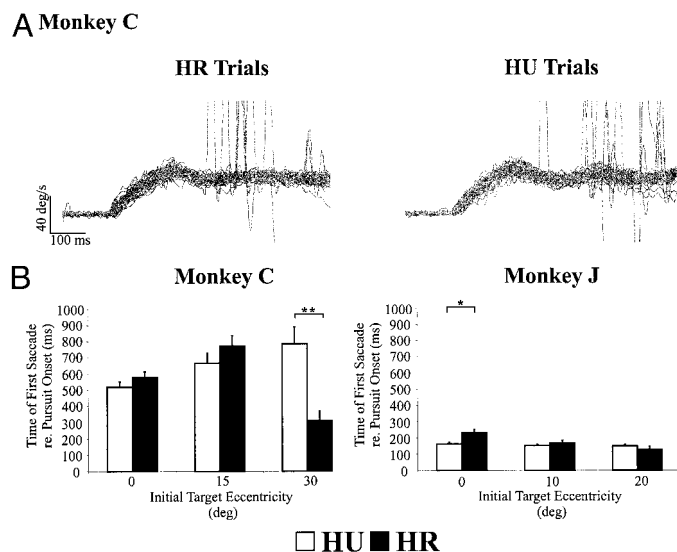 A Monkey C
HR Trials
HU Trials
40 deg/s
100 ms
B
Monkey C
Monkey J
Time of First Saccade
re. Pursuit Onset (ms)
1000
900
800
700
600
500
400
300
200
100
0
**
0 15 30
Initial Target Eccentricity
(deg)
Time of First Saccade
re. Pursuit Onset (ms)
1000
900
800
700
600
500
400
300
200
100
0
*
0 10 20
Initial Target Eccentricity
(deg)
HU HR